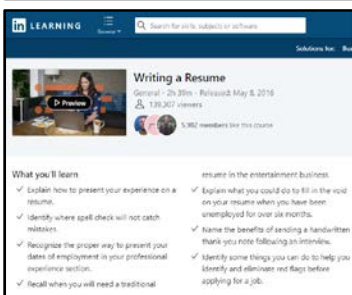 in LEARNING
Browse
Search for skills, subjects or software
Solutions for: Bus
Preview
Writing a Resume
General · 2h 39m · Released: May 8, 2016
139,307 viewers
5,982 members like this course
What you'll learn
✓ Explain how to present your experience on a
resume.
✓ Identify where spell check will not catch
mistakes.
✓ Recognize the proper way to present your
dates of employment in your professional
experience section.
✓ Recall when you will need a traditional
resume in the entertainment business.
✓ Explain what you could do to fill in the void
on your resume when you have been
unemployed for over six months.
✓ Name the benefits of sending a handwritten
thank you note following an interview.
✓ Identify some things you can do to help you
identify and eliminate red flags before
applying for a job.